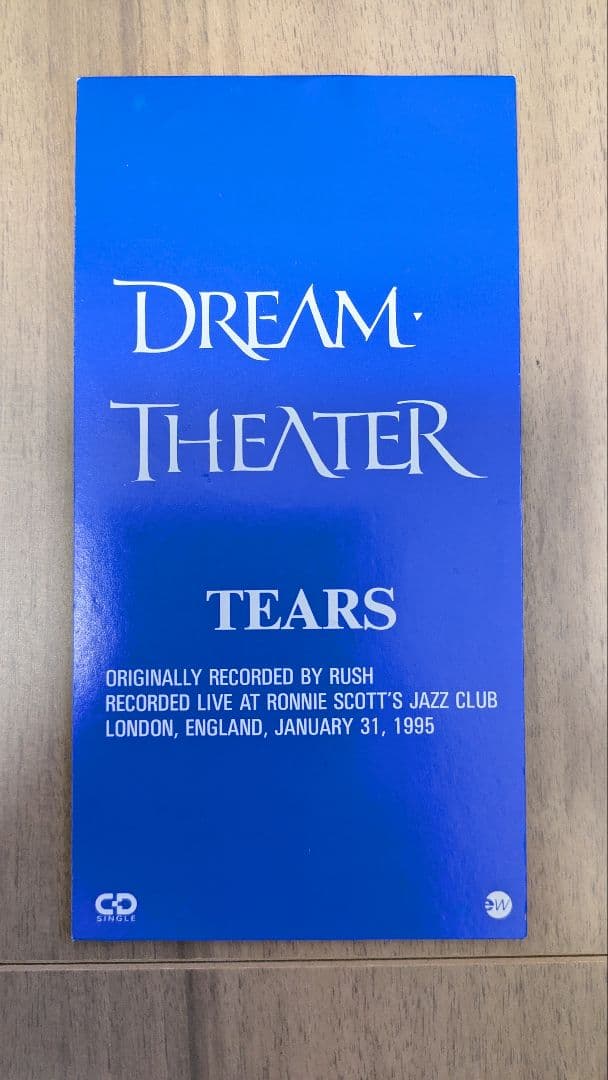 DREAM
THEATER
TEARS
ORIGINALLY RECORDED BY RUSH
RECORDED LIVE AT RONNIE SCOTT'S JAZZ CLUB
LONDON, ENGLAND, JANUARY 31, 1995
CD
SINGLE
ew